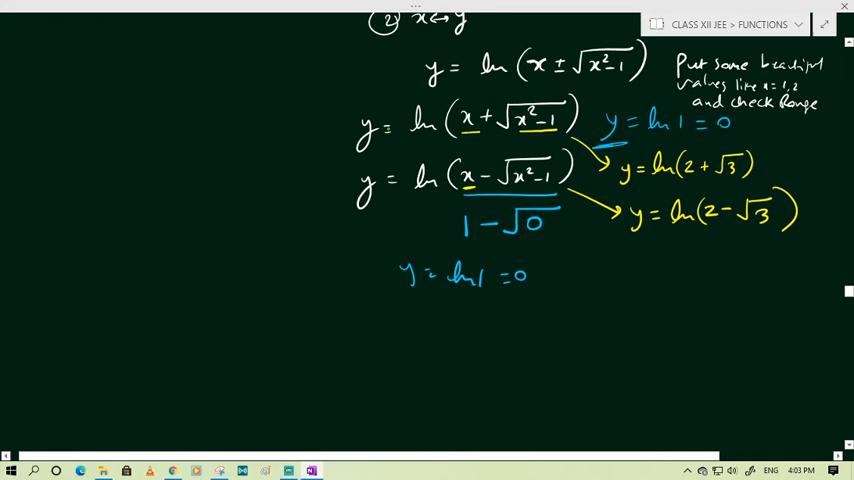 ② x↔y
CLASS XII JEE > FUNCTIONS
y = ln(x ± √(x²-1))
Put some beautiful
values like x = 1, 2
and check Range
y = ln(x + √(x²-1))
y = ln 1 = 0
y = ln(2 + √3)
y = ln(x - √(x²-1))
y = ln(2 - √3)
1 - √0
y = ln 1 = 0
ENG 4:03 PM